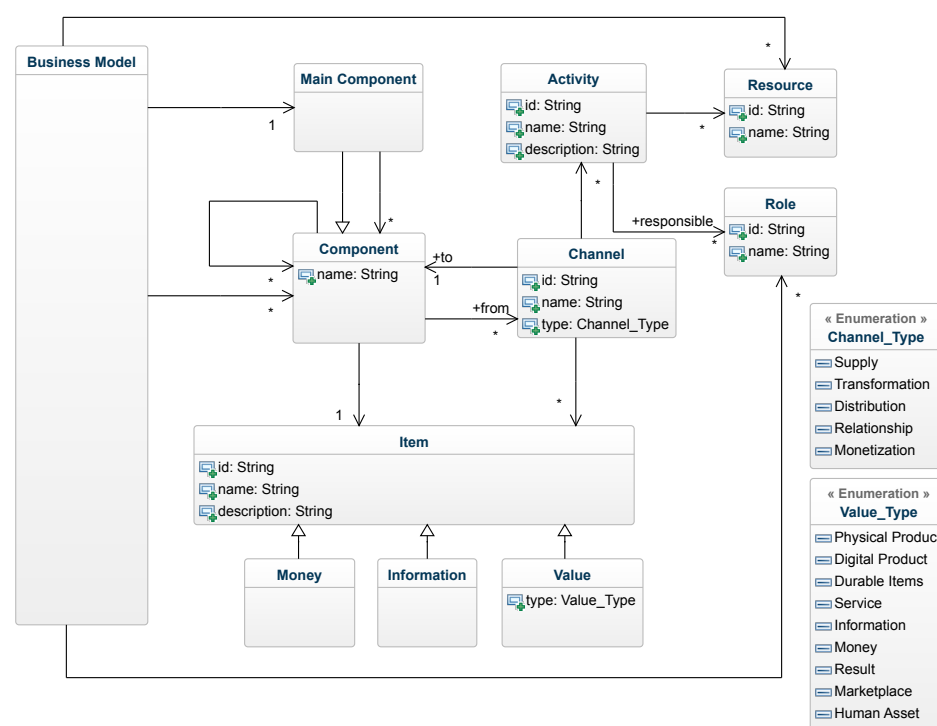 Business Model
*
Main Component
1
Activity
id: String
name: String
description: String
*
Resource
id: String
name: String
*
+responsible
*
Role
id: String
name: String
*
*
Component
name: String
*
*
+to
1
+from
*
Channel
id: String
name: String
type: Channel_Type
1
*
Item
id: String
name: String
description: String
Money
Information
Value
type: Value_Type
« Enumeration »
Channel_Type
Supply
Transformation
Distribution
Relationship
Monetization
« Enumeration »
Value_Type
Physical Produc
Digital Product
Durable Items
Service
Information
Money
Result
Marketplace
Human Asset